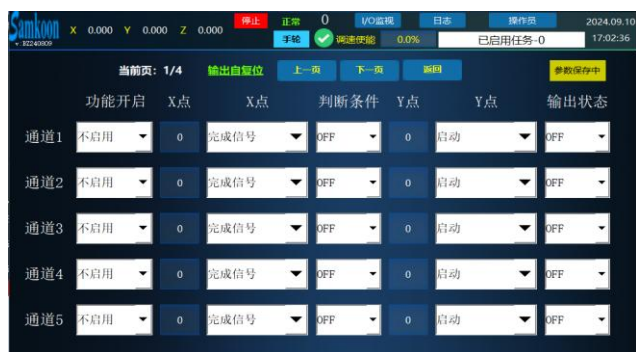 Samkoon X 0.000 Y 0.000 Z 0.000 停止 正常 0 I/O监视 日志 操作员 2024.09.10
手轮 调速使能 0.0% 已启用任务-0 17:02:36
当前页: 1/4 输出自复位 上一页 下一页 返回 参数保存中
功能开启 X点 X点 判断条件 Y点 Y点 输出状态
通道1 不启用 0 完成信号 OFF 0 启动 OFF
通道2 不启用 0 完成信号 OFF 0 启动 OFF
通道3 不启用 0 完成信号 OFF 0 启动 OFF
通道4 不启用 0 完成信号 OFF 0 启动 OFF
通道5 不启用 0 完成信号 OFF 0 启动 OFF